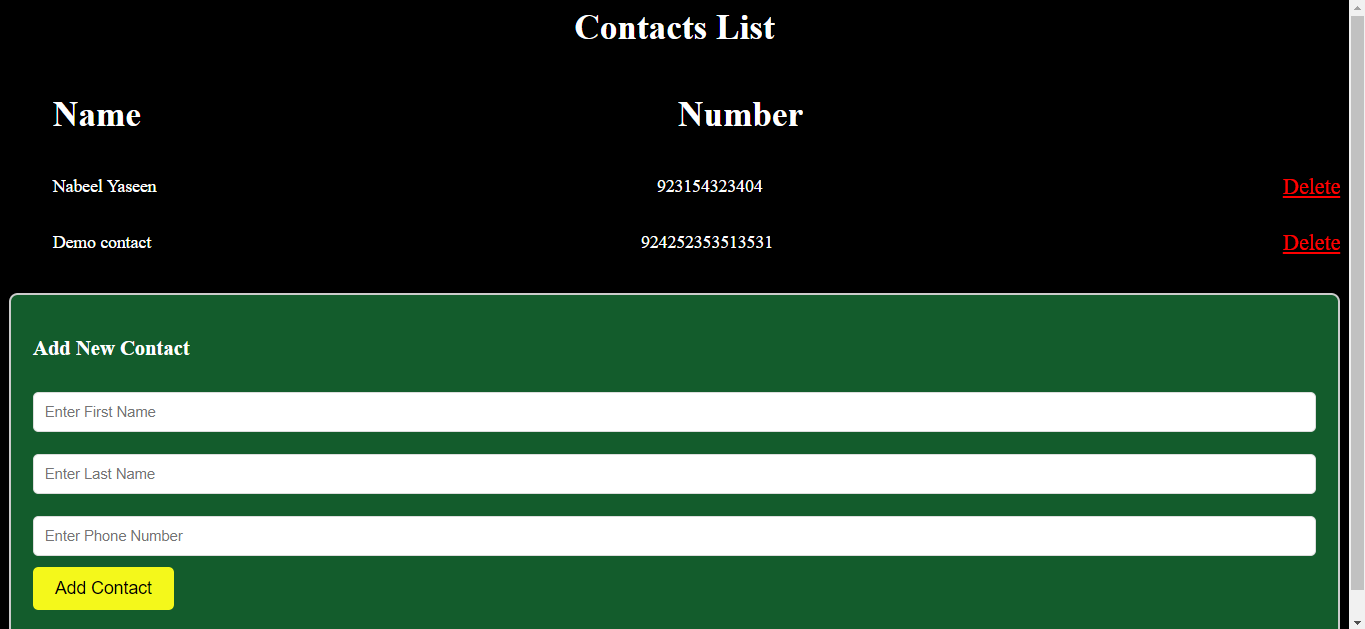 Contacts List
Name Number
Nabeel Yaseen 923154323404 Delete
Demo contact 924252353513531 Delete
Add New Contact
Enter First Name
Enter Last Name
Enter Phone Number
Add Contact